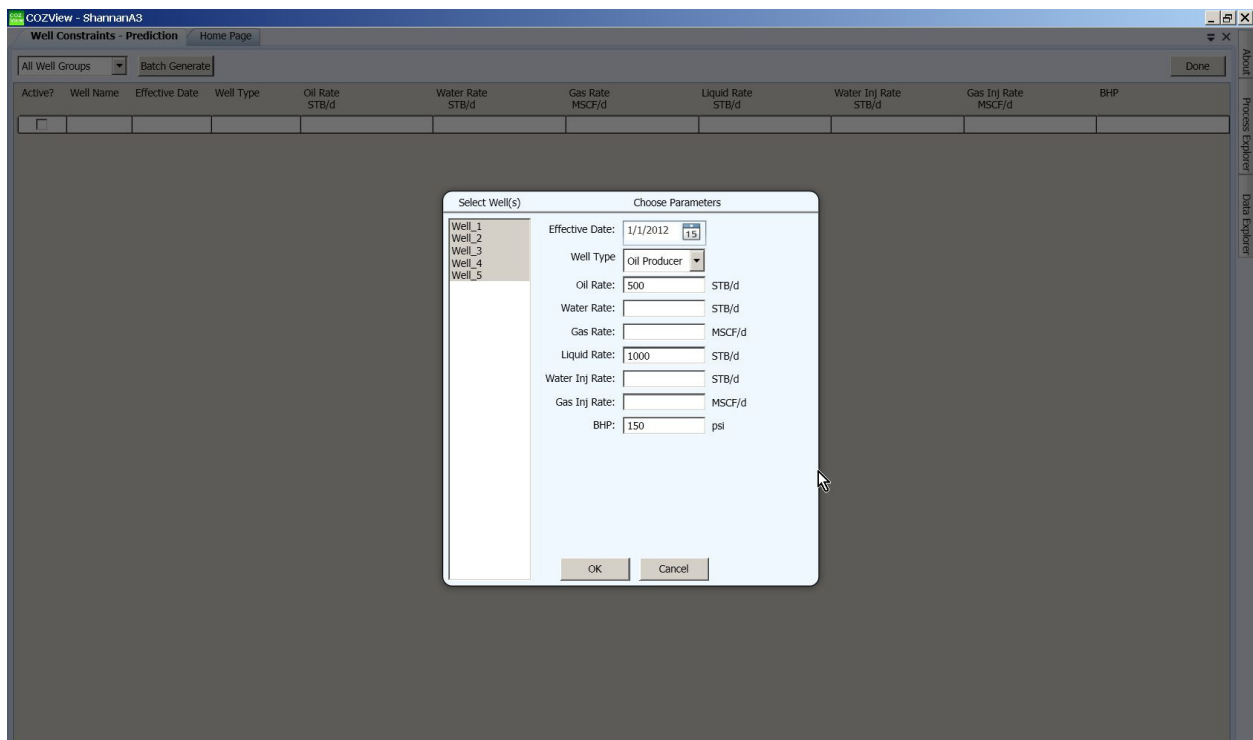 COZ View COZView - ShannanA3
Well Constraints - Prediction Home Page
All Well Groups Batch Generate Done
Active? Well Name Effective Date Well Type Oil Rate STB/d Water Rate STB/d Gas Rate MSCF/d Liquid Rate STB/d Water Inj Rate STB/d Gas Inj Rate MSCF/d BHP
Select Well(s) Choose Parameters
Well_1
Well_2
Well_3
Well_4
Well_5
Effective Date: 1/1/2012 15
Well Type Oil Producer
Oil Rate: 500 STB/d
Water Rate: STB/d
Gas Rate: MSCF/d
Liquid Rate: 1000 STB/d
Water Inj Rate: STB/d
Gas Inj Rate: MSCF/d
BHP: 150 psi
OK Cancel
About
Process Explorer
Data Explorer